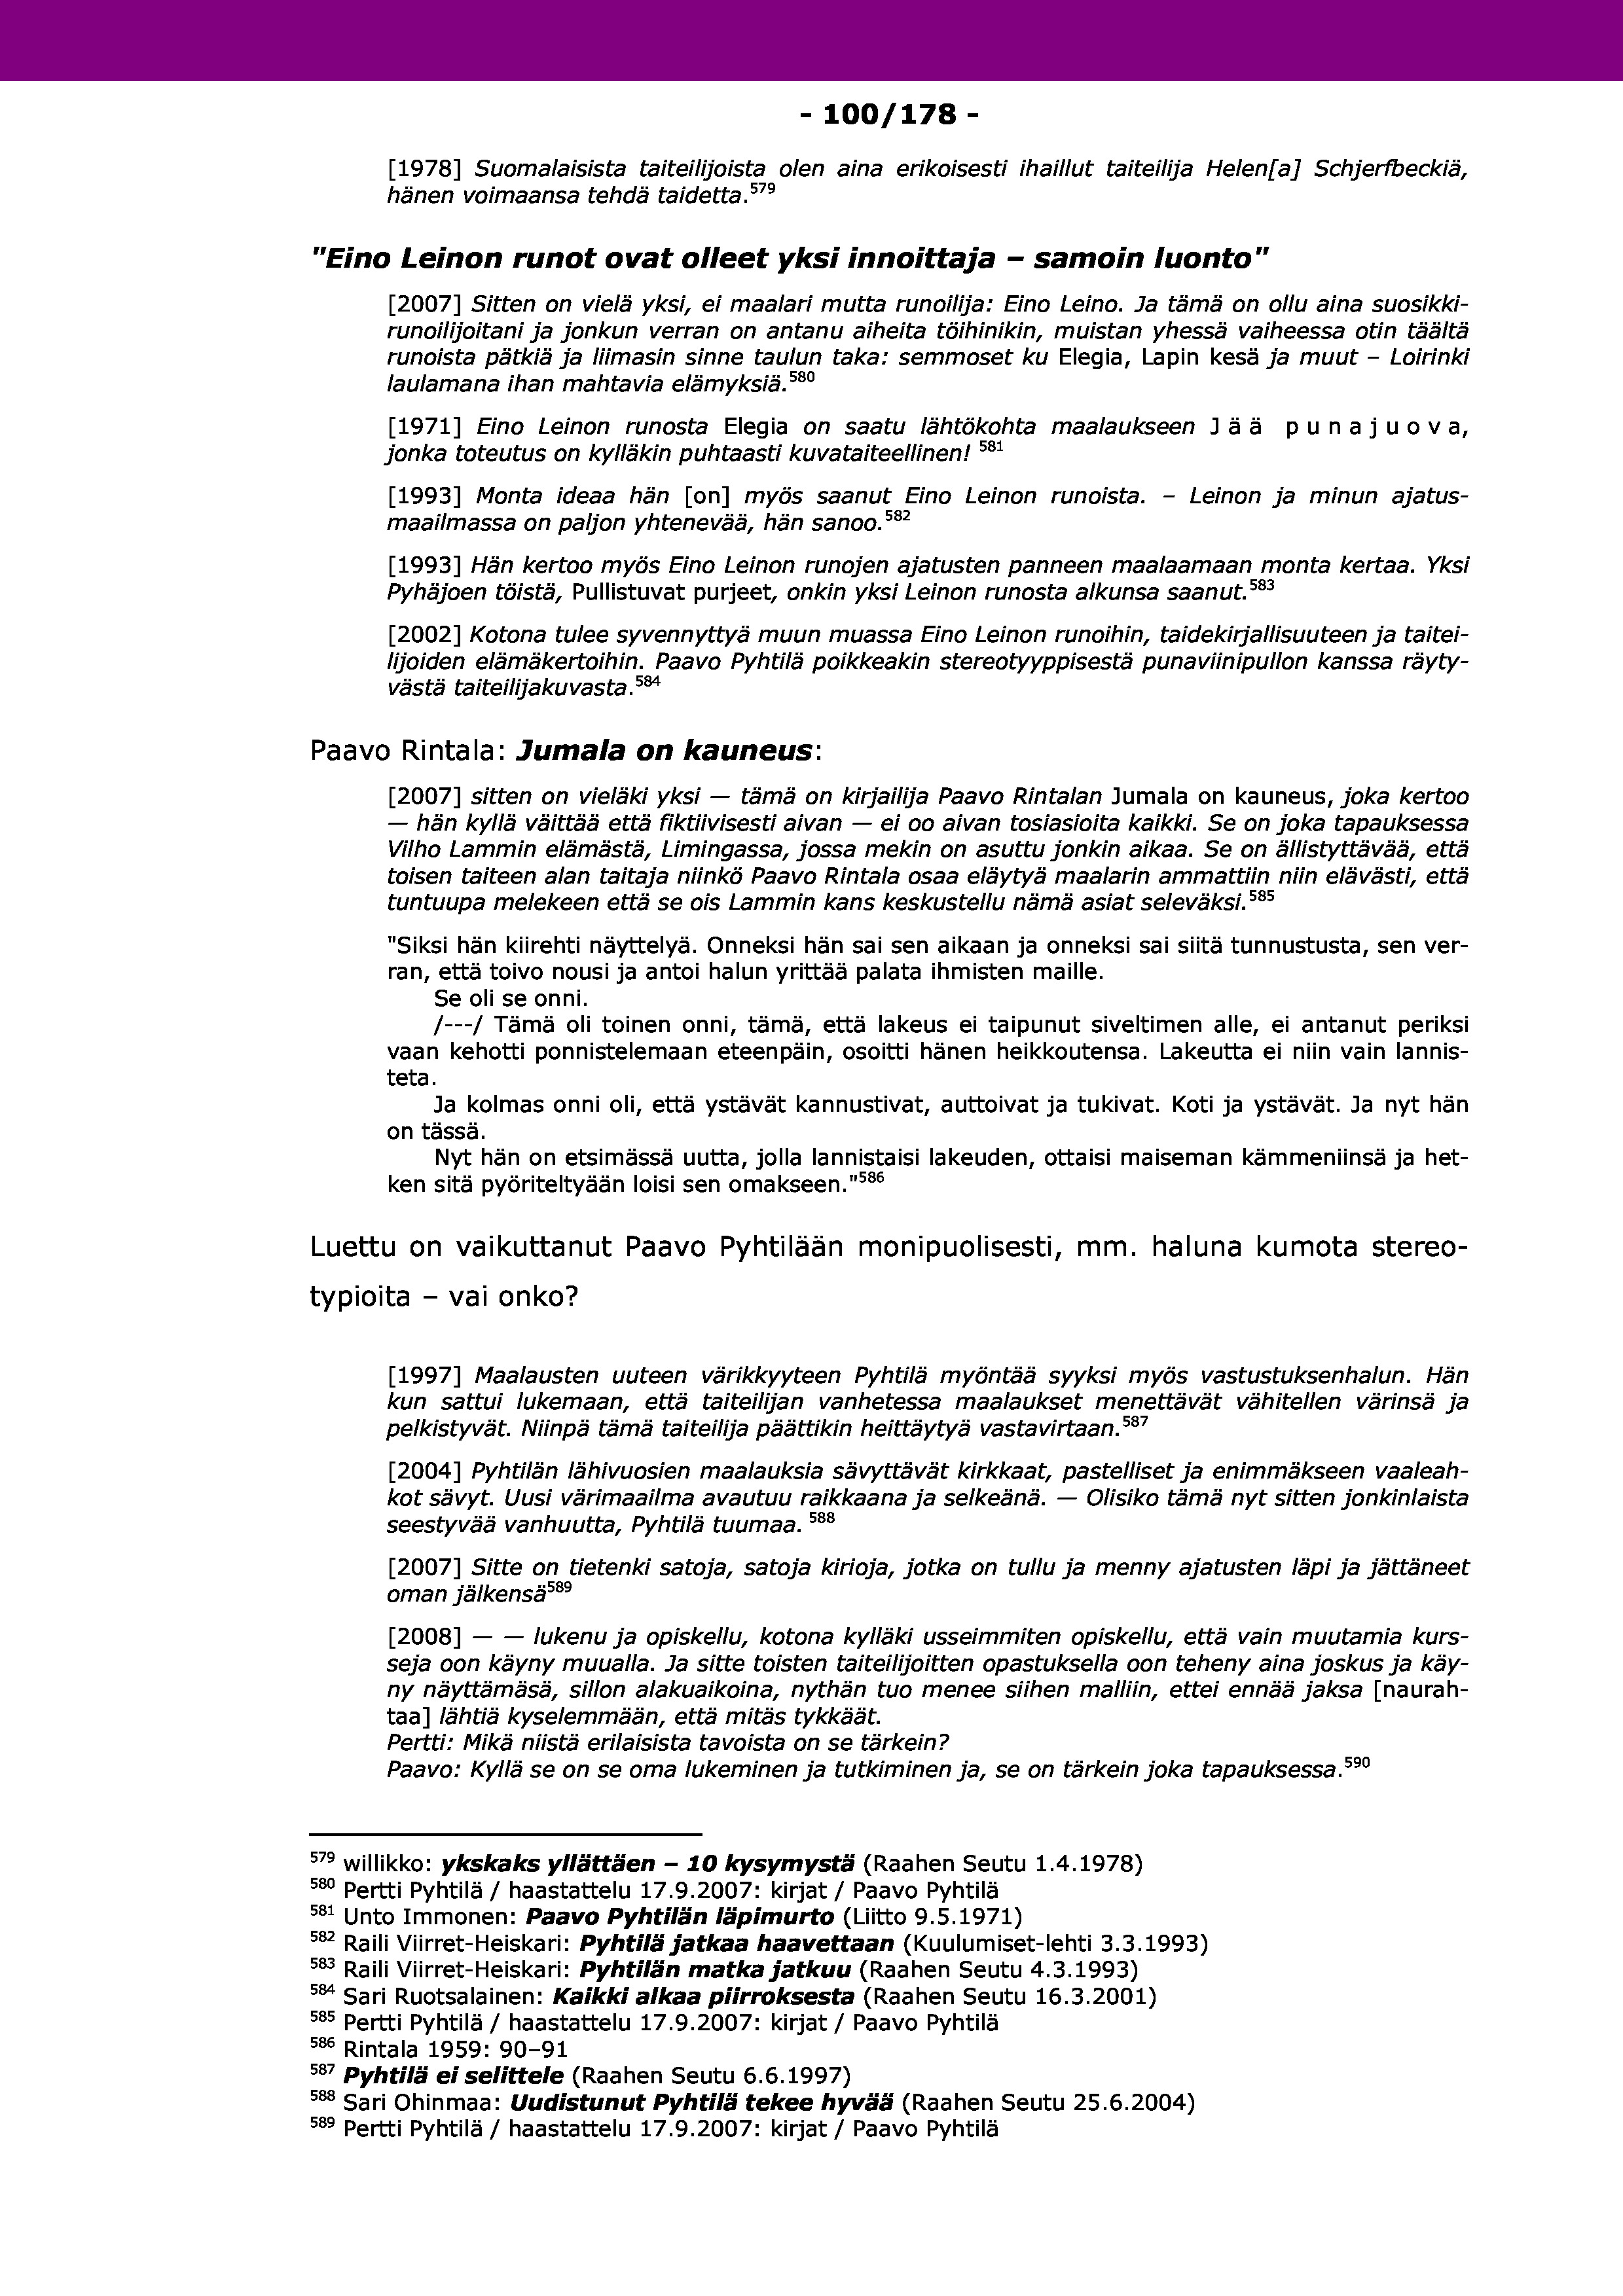 - 100/178 -
[1978] Suomalaisista taiteilijoista olen aina erikoisesti ihaillut taiteilija Helen[a] Schjerfbeckiä,
hänen voimaansa tehdä taidetta.579
"Eino Leinon runot ovat olleet yksi innoittaja – samoin luonto"
[2007] Sitten on vielä yksi, ei maalari mutta runoilija: Eino Leino. Ja tämä on ollu aina suosikki-
runoilijoitani ja jonkun verran on antanu aiheita töihinikin, muistan yhessä vaiheessa otin täältä
runoista pätkiä ja liimasin sinne taulun taka: semmoset ku Elegia, Lapin kesä ja muut – Loirinki
laulamana ihan mahtavia elämyksiä.580
[1971] Eino Leinon runosta Elegia on saatu lähtökohta maalaukseen J ä ä p u n a j u o v a,
jonka toteutus on kylläkin puhtaasti kuvataiteellinen! 581
[1993] Monta ideaa hän [on] myös saanut Eino Leinon runoista. – Leinon ja minun ajatus-
maailmassa on paljon yhtenevää, hän sanoo.582
[1993] Hän kertoo myös Eino Leinon runojen ajatusten panneen maalaamaan monta kertaa. Yksi
Pyhäjoen töistä, Pullistuvat purjeet, onkin yksi Leinon runosta alkunsa saanut.583
[2002] Kotona tulee syvennyttyä muun muassa Eino Leinon runoihin, taidekirjallisuuteen ja taitei-
lijoiden elämäkertoihin. Paavo Pyhtilä poikkeakin stereotyyppisestä punaviinipullon kanssa räyty-
västä taiteilijakuvasta.584
Paavo Rintala: Jumala on kauneus:
[2007] sitten on vieläki yksi — tämä on kirjailija Paavo Rintalan Jumala on kauneus, joka kertoo
— hän kyllä väittää että fiktiivisesti aivan — ei oo aivan tosiasioita kaikki. Se on joka tapauksessa
Vilho Lammin elämästä, Limingassa, jossa mekin on asuttu jonkin aikaa. Se on ällistyttävää, että
toisen taiteen alan taitaja niinkö Paavo Rintala osaa eläytyä maalarin ammattiin niin elävästi, että
tuntuupa melekeen että se ois Lammin kans keskustellu nämä asiat seleväksi.585
"Siksi hän kiirehti näyttelyä. Onneksi hän sai sen aikaan ja onneksi sai siitä tunnustusta, sen ver-
ran, että toivo nousi ja antoi halun yrittää palata ihmisten maille.
Se oli se onni.
/---/ Tämä oli toinen onni, tämä, että lakeus ei taipunut siveltimen alle, ei antanut periksi
vaan kehotti ponnistelemaan eteenpäin, osoitti hänen heikkoutensa. Lakeutta ei niin vain lannis-
teta.
Ja kolmas onni oli, että ystävät kannustivat, auttoivat ja tukivat. Koti ja ystävät. Ja nyt hän
on tässä.
Nyt hän on etsimässä uutta, jolla lannistaisi lakeuden, ottaisi maiseman kämmeniinsä ja het-
ken sitä pyöriteltyään loisi sen omakseen."586
Luettu on vaikuttanut Paavo Pyhtilään monipuolisesti, mm. haluna kumota stereo-
typioita – vai onko?
[1997] Maalausten uuteen värikkyyteen Pyhtilä myöntää syyksi myös vastustuksenhalun. Hän
kun sattui lukemaan, että taiteilijan vanhetessa maalaukset menettävät vähitellen värinsä ja
pelkistyvät. Niinpä tämä taiteilija päättikin heittäytyä vastavirtaan.587
[2004] Pyhtilän lähivuosien maalauksia sävyttävät kirkkaat, pastelliset ja enimmäkseen vaaleah-
kot sävyt. Uusi värimaailma avautuu raikkaana ja selkeänä. — Olisiko tämä nyt sitten jonkinlaista
seestyvää vanhuutta, Pyhtilä tuumaa. 588
[2007] Sitte on tietenki satoja, satoja kirioja, jotka on tullu ja menny ajatusten läpi ja jättäneet
oman jälkensä589
[2008] — — lukenu ja opiskellu, kotona kylläki usseimmiten opiskellu, että vain muutamia kurs-
seja oon käyny muualla. Ja sitte toisten taiteilijoitten opastuksella oon teheny aina joskus ja käy-
ny näyttämäsä, sillon alakuaikoina, nythän tuo menee siihen malliin, ettei ennää jaksa [naurah-
taa] lähtiä kyselemmään, että mitäs tykkäät.
Pertti: Mikä niistä erilaisista tavoista on se tärkein?
Paavo: Kyllä se on se oma lukeminen ja tutkiminen ja, se on tärkein joka tapauksessa.590
579 willikko: ykskaks yllättäen – 10 kysymystä (Raahen Seutu 1.4.1978)
580 Pertti Pyhtilä / haastattelu 17.9.2007: kirjat / Paavo Pyhtilä
581 Unto Immonen: Paavo Pyhtilän läpimurto (Liitto 9.5.1971)
582 Raili Viirret-Heiskari: Pyhtilä jatkaa haavettaan (Kuulumiset-lehti 3.3.1993)
583 Raili Viirret-Heiskari: Pyhtilän matka jatkuu (Raahen Seutu 4.3.1993)
584 Sari Ruotsalainen: Kaikki alkaa piirroksesta (Raahen Seutu 16.3.2001)
585 Pertti Pyhtilä / haastattelu 17.9.2007: kirjat / Paavo Pyhtilä
586 Rintala 1959: 90–91
587 Pyhtilä ei selittele (Raahen Seutu 6.6.1997)
588 Sari Ohinmaa: Uudistunut Pyhtilä tekee hyvää (Raahen Seutu 25.6.2004)
589 Pertti Pyhtilä / haastattelu 17.9.2007: kirjat / Paavo Pyhtilä